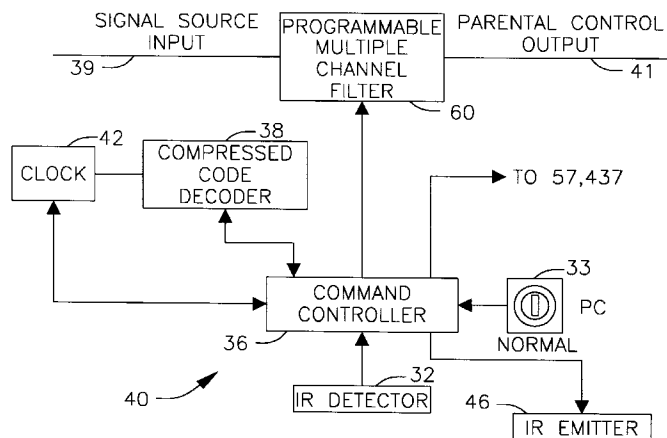 SIGNAL SOURCE
INPUT
39
PROGRAMMABLE
MULTIPLE
CHANNEL
FILTER
60
PARENTAL CONTROL
OUTPUT
41
42
CLOCK
38
COMPRESSED
CODE
DECODER
TO 57,437
COMMAND
CONTROLLER
36
33
PC
NORMAL
40
32
IR DETECTOR
46
IR EMITTER